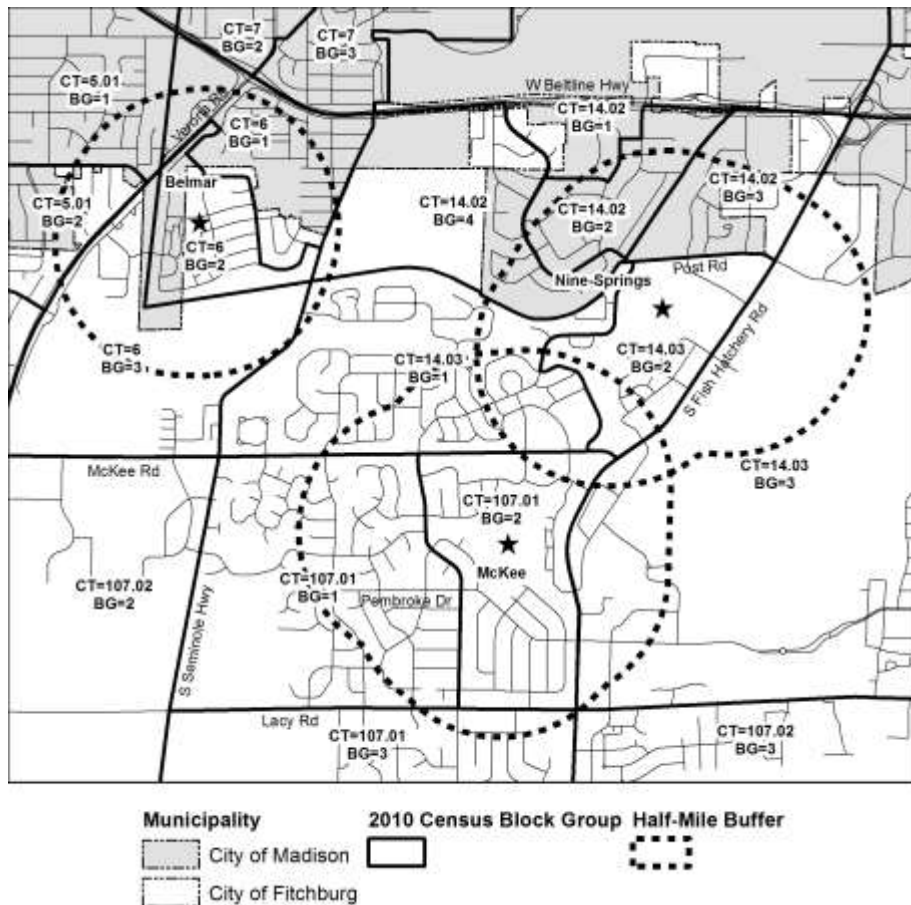 CT=7
BG=2
CT=7
BG=3
CT=5.01
BG=1
W Beltline Hwy
Verona Rd
CT=6
BG=1
CT=14.02
BG=1
Belmar
CT=5.01
BG=2
CT=14.02
BG=4
CT=14.02
BG=2
CT=14.02
BG=3
CT=6
BG=2
Post Rd
Nine-Springs
CT=6
BG=3
CT=14.03
BG=1
CT=14.03
BG=2
S Fish Hatchery Rd
McKee Rd
CT=14.03
BG=3
CT=107.01
BG=2
McKee
CT=107.02
BG=2
CT=107.01
BG=1
Pembroke Dr
S Seminole Hwy
Lacy Rd
CT=107.01
BG=3
CT=107.02
BG=3
Municipality
2010 Census Block Group
Half-Mile Buffer
City of Madison
City of Fitchburg